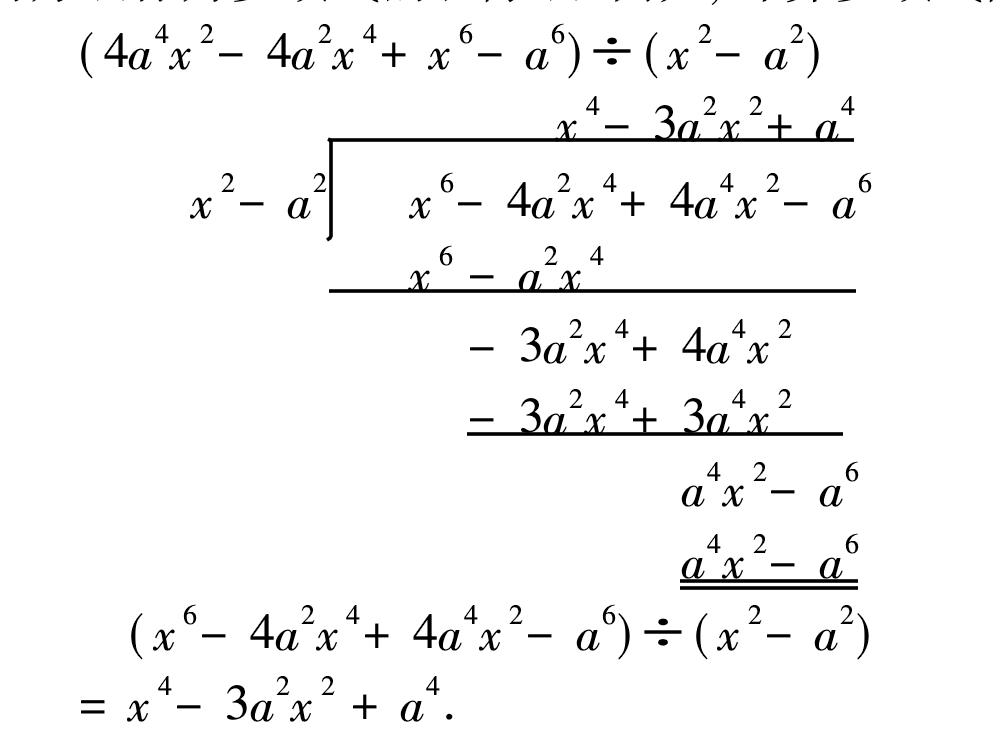 (4a⁴x² − 4a²x⁴ + x⁶ − a⁶) ÷ (x² − a²)
x⁴ − 3a²x² + a⁴
x² − a² x⁶ − 4a²x⁴ + 4a⁴x² − a⁶
x⁶ − a²x⁴
− 3a²x⁴ + 4a⁴x²
− 3a²x⁴ + 3a⁴x²
a⁴x² − a⁶
a⁴x² − a⁶
(x⁶ − 4a²x⁴ + 4a⁴x² − a⁶) ÷ (x² − a²)
= x⁴ − 3a²x² + a⁴.